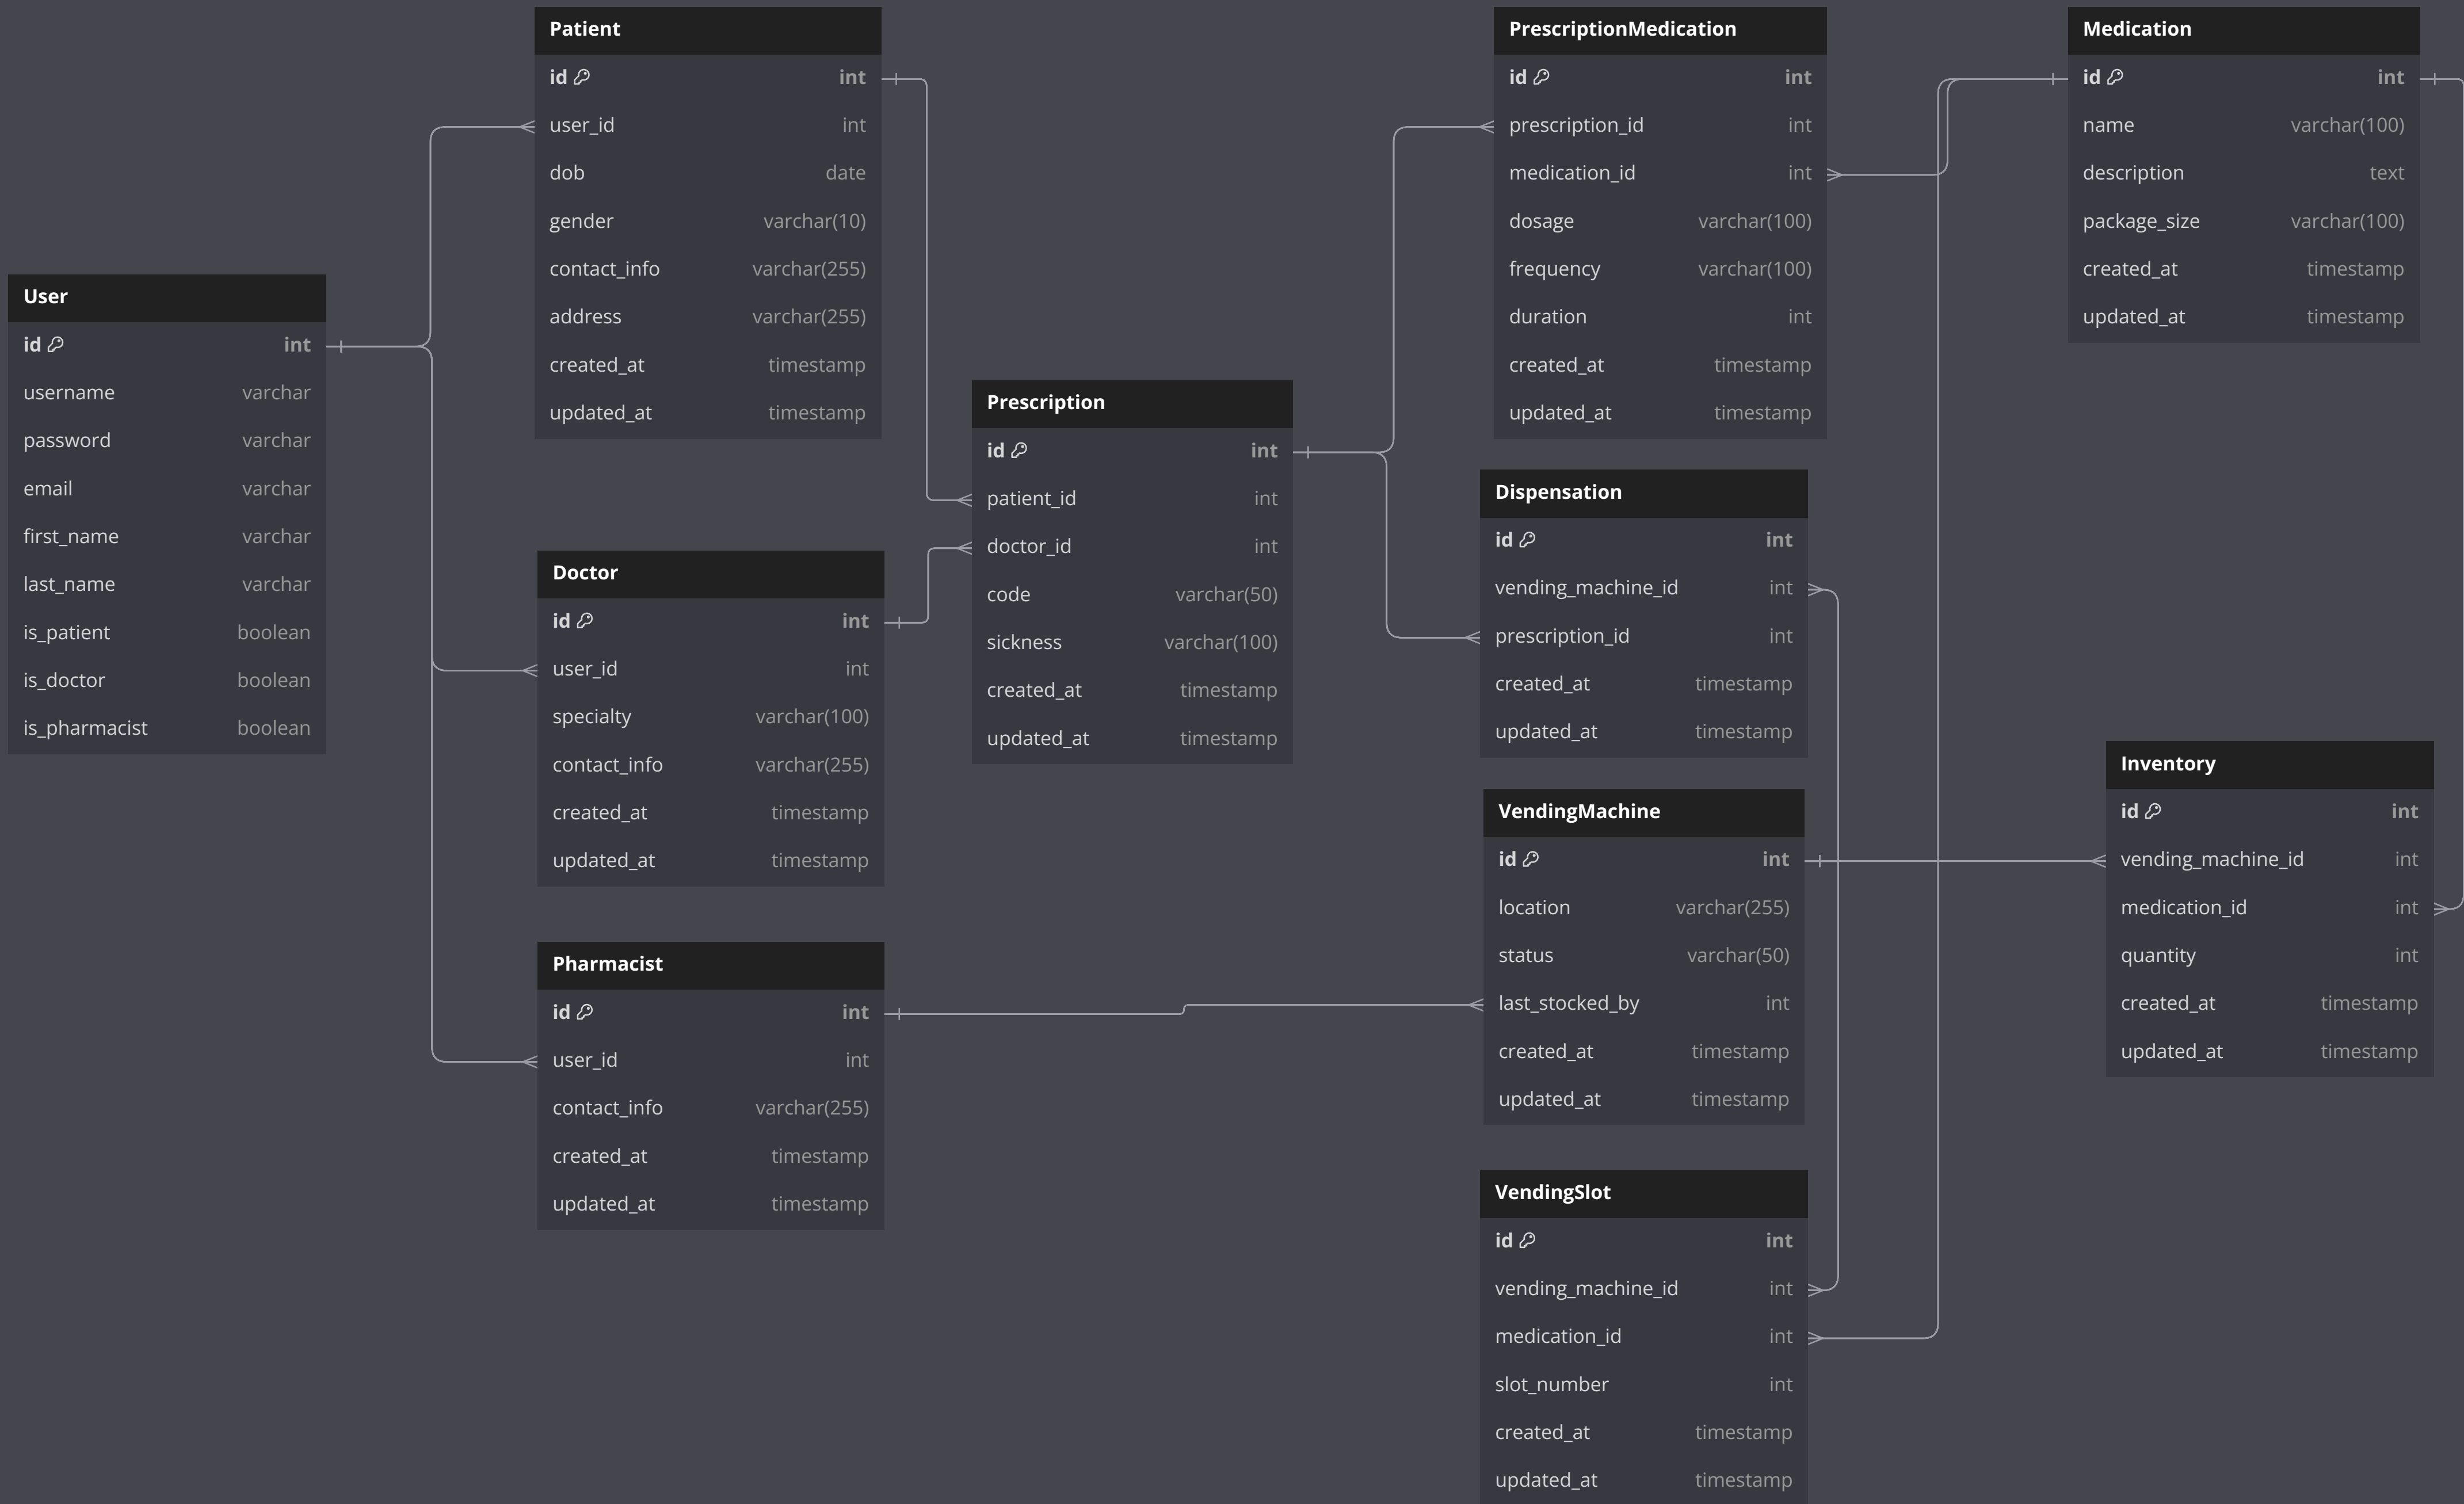 User
id int
username varchar
password varchar
email varchar
first_name varchar
last_name varchar
is_patient boolean
is_doctor boolean
is_pharmacist boolean
Patient
id int
user_id int
dob date
gender varchar(10)
contact_info varchar(255)
address varchar(255)
created_at timestamp
updated_at timestamp
Doctor
id int
user_id int
specialty varchar(100)
contact_info varchar(255)
created_at timestamp
updated_at timestamp
Pharmacist
id int
user_id int
contact_info varchar(255)
created_at timestamp
updated_at timestamp
Prescription
id int
patient_id int
doctor_id int
code varchar(50)
sickness varchar(100)
created_at timestamp
updated_at timestamp
PrescriptionMedication
id int
prescription_id int
medication_id int
dosage varchar(100)
frequency varchar(100)
duration int
created_at timestamp
updated_at timestamp
Dispensation
id int
vending_machine_id int
prescription_id int
created_at timestamp
updated_at timestamp
VendingMachine
id int
location varchar(255)
status varchar(50)
last_stocked_by int
created_at timestamp
updated_at timestamp
VendingSlot
id int
vending_machine_id int
medication_id int
slot_number int
created_at timestamp
updated_at timestamp
Medication
id int
name varchar(100)
description text
package_size varchar(100)
created_at timestamp
updated_at timestamp
Inventory
id int
vending_machine_id int
medication_id int
quantity int
created_at timestamp
updated_at timestamp